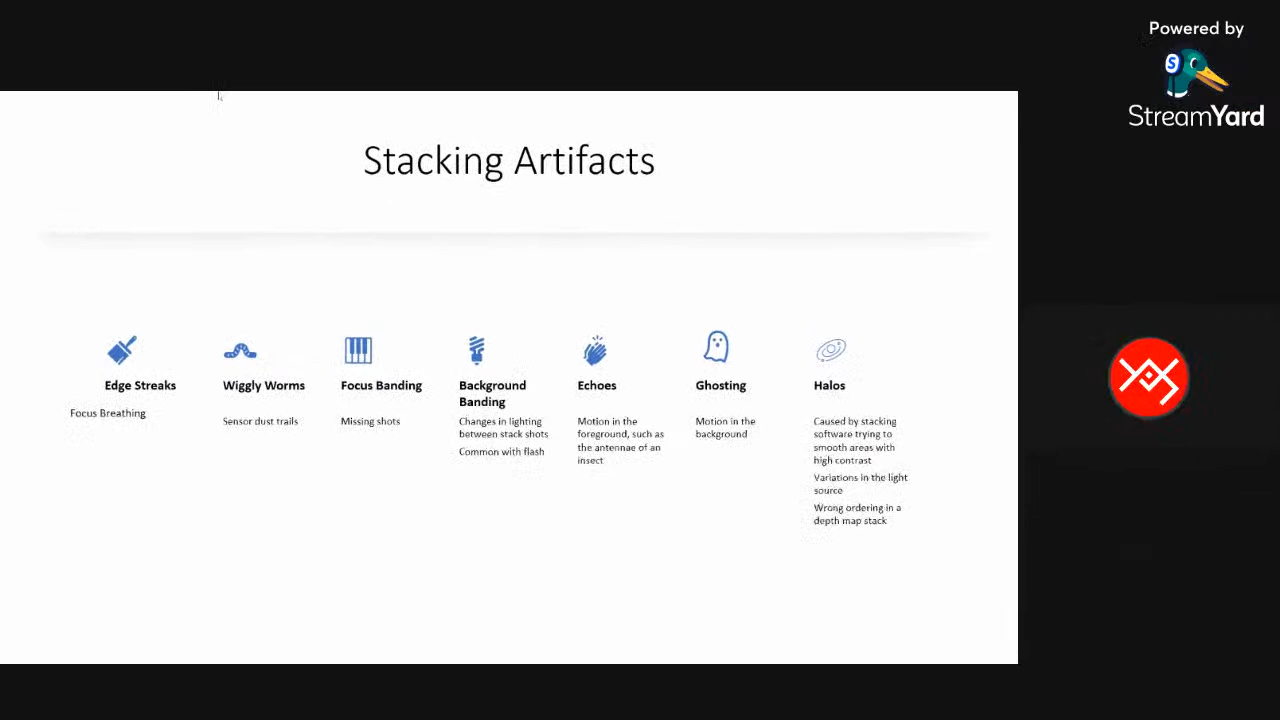 Powered by
S
StreamYard
Stacking Artifacts
Edge Streaks
Focus Breathing
Wiggly Worms
Sensor dust trails
Focus Banding
Missing shots
Background
Banding
Changes in lighting
between stack shots
Common with flash
Echoes
Motion in the
foreground, such as
the antennae of an
insect
Ghosting
Motion in the
background
Halos
Caused by stacking
software trying to
smooth areas with
high contrast
Variations in the light
source
Wrong ordering in a
depth map stack